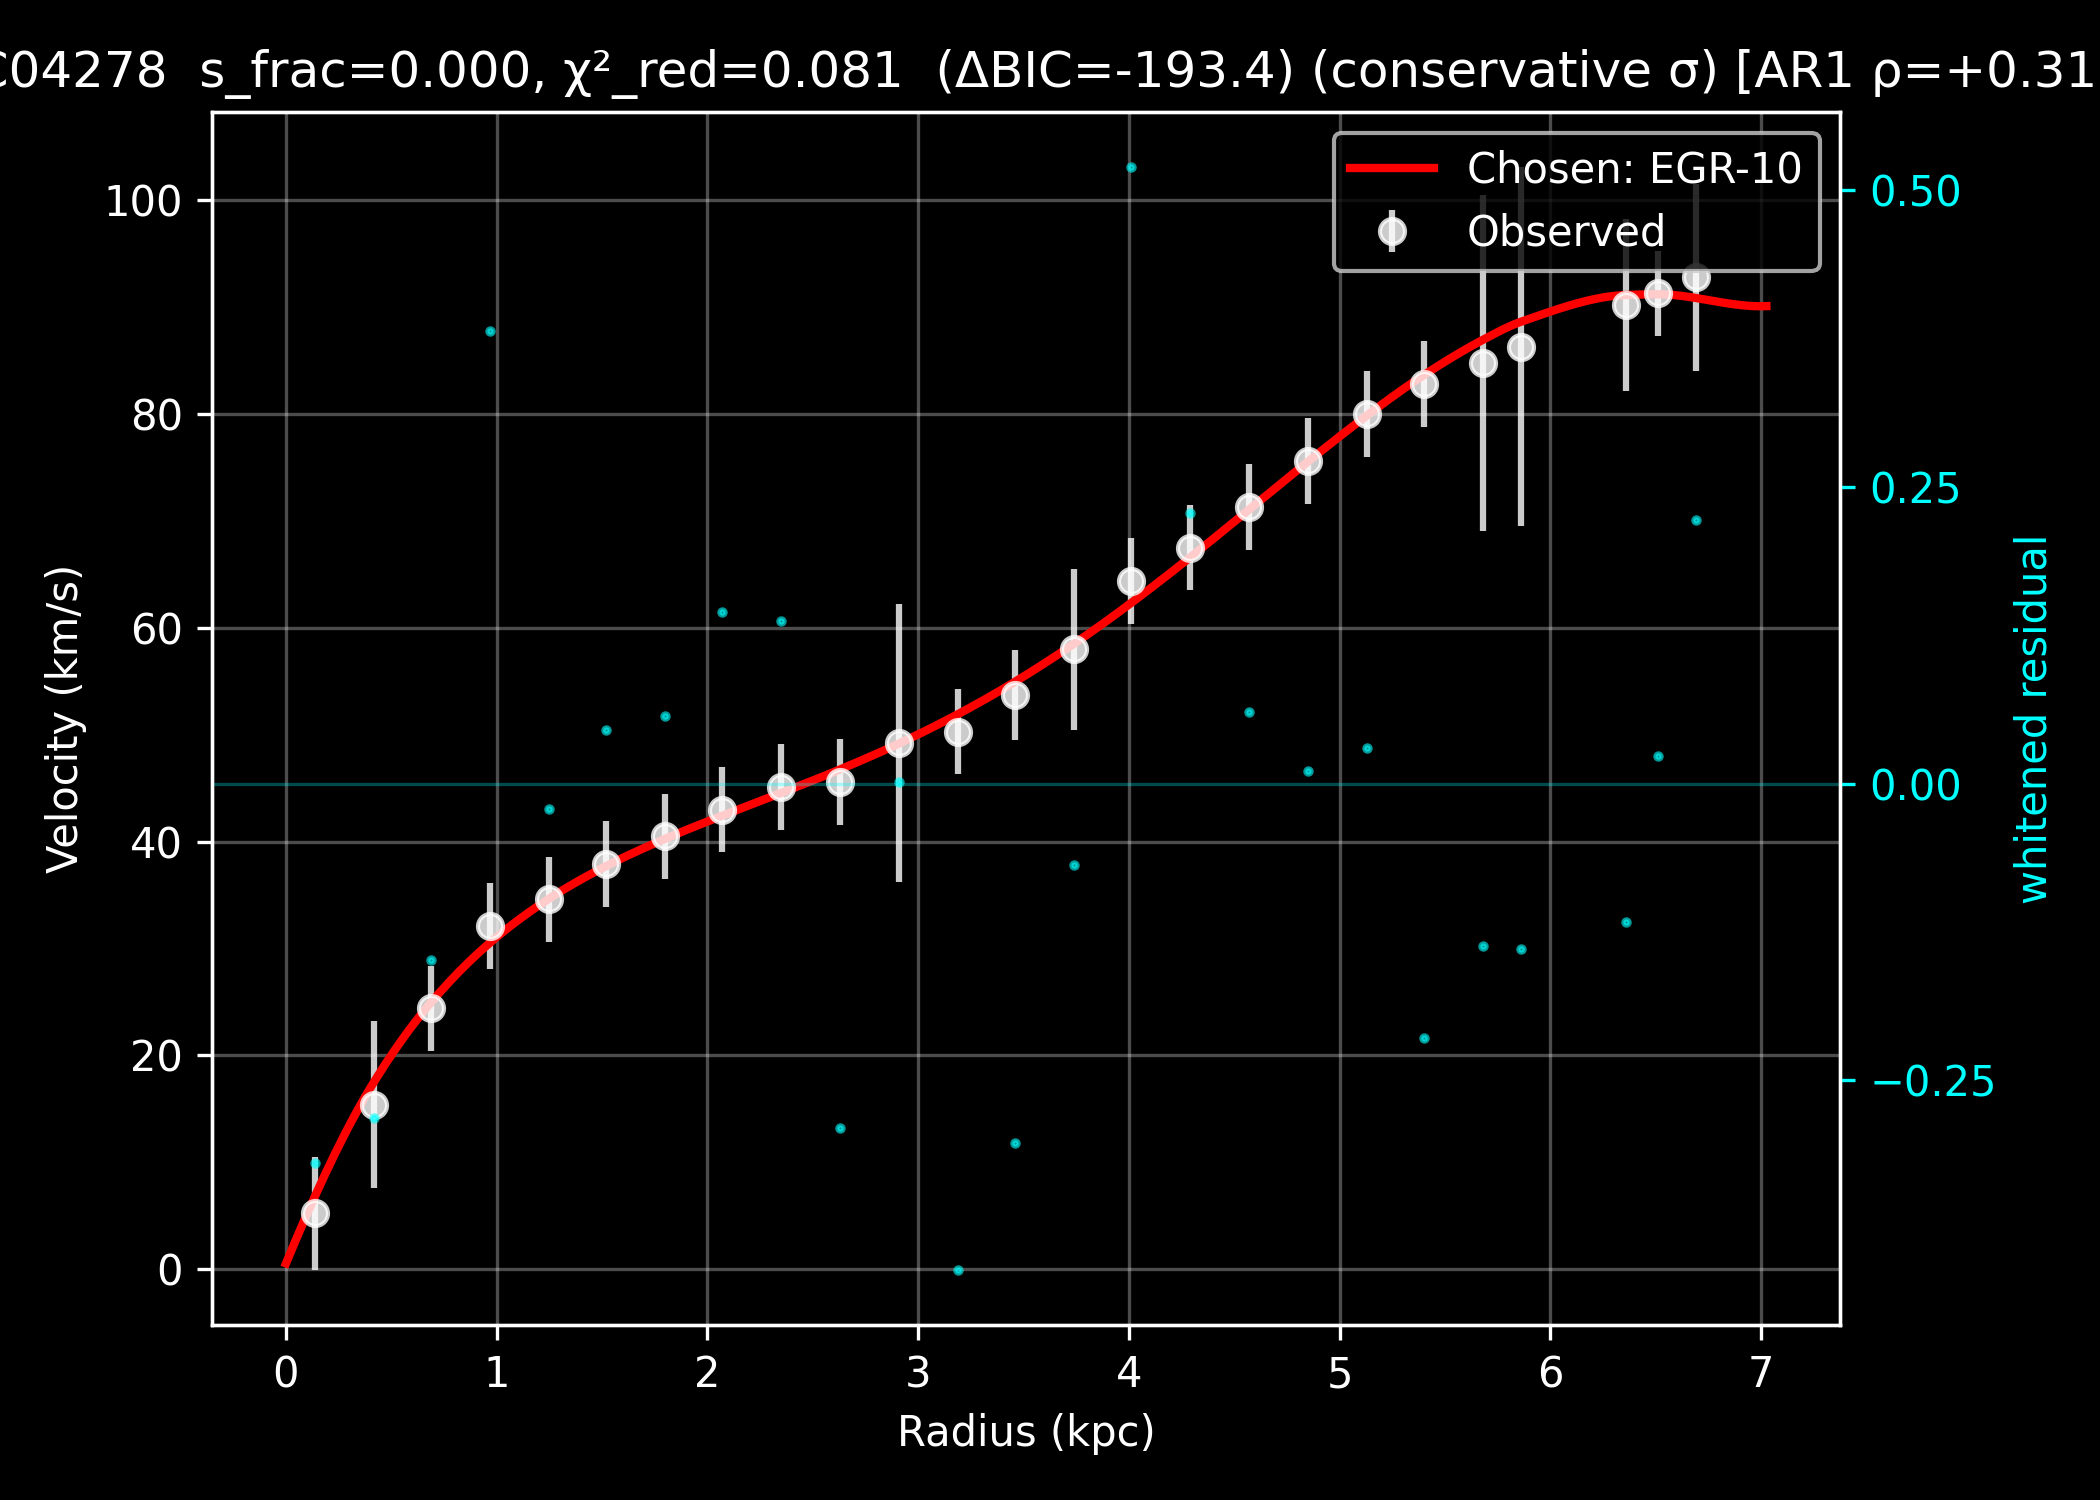 C04278 s_frac=0.000, χ²_red=0.081 (ΔBIC=-193.4) (conservative σ) [AR1 ρ=+0.31
Chosen: EGR-10
Observed
100
80
60
40
20
0
Velocity (km/s)
0.50
0.25
0.00
−0.25
whitened residual
0 1 2 3 4 5 6 7
Radius (kpc)